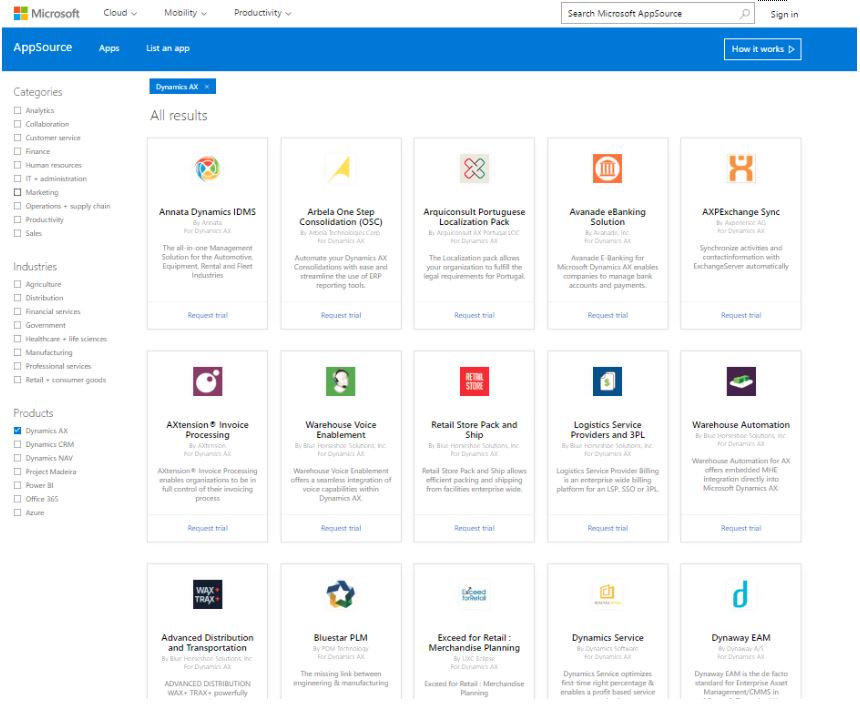 Microsoft
Cloud
Mobility
Productivity
Search Microsoft AppSource
Sign in
AppSource
Apps
List an app
How it works
Categories
Analytics
Collaboration
Customer service
Finance
Human resources
IT + administration
Marketing
Operations + supply chain
Productivity
Sales
Industries
Agriculture
Distribution
Financial services
Government
Healthcare + life sciences
Manufacturing
Professional services
Retail + consumer goods
Products
Dynamics AX
Dynamics CRM
Dynamics NAV
Project Madeira
Power BI
Office 365
Azure
Dynamics AX ×
All results
Annata Dynamics IDMS
By Annata
For Dynamics AX
The all-in-one Management
Solution for the Automotive,
Equipment, Rental and Fleet
Industries
Request trial
Arbela One Step
Consolidation (OSC)
By Arbela Technologies Corp
For Dynamics AX
Automate your Dynamics AX
Consolidations with ease and
streamline the use of ERP
reporting tools.
Request trial
Arquiconsult Portuguese
Localization Pack
By Arquiconsult AX Portugal LOC
For Dynamics AX
The Localization pack allows
your organization to fulfill the
legal requirements for Portugal.
Request trial
Avanade eBanking
Solution
By Avanade, Inc.
For Dynamics AX
Avanade E-Banking for
Microsoft Dynamics AX enables
companies to manage bank
accounts and payments.
Request trial
AXPExchange Sync
By Axperience AG
For Dynamics AX
Synchronize activities and
contactinformation with
ExchangeServer automatically
Request trial
AXtension® Invoice
Processing
By AXtension
For Dynamics AX
AXtension® Invoice Processing
enables organizations to be in
full control of their invoicing
process
Request trial
Warehouse Voice
Enablement
By Blue Horseshoe Solutions, Inc.
For Dynamics AX
Warehouse Voice Enablement
offers a seamless integration of
voice capabilities within
Dynamics AX.
Request trial
RETAIL
STORE
Retail Store Pack and
Ship
By Blue Horseshoe Solutions, Inc.
For Dynamics AX
Retail Store Pack and Ship allows
efficient packing and shipping
from facilities enterprise wide.
Request trial
Logistics Service
Providers and 3PL
By Blue Horseshoe Solutions, Inc.
For Dynamics AX
Logistics Service Provider Billing
is an enterprise wide billing
platform for an LSP, SSO or 3PL.
Request trial
Warehouse Automation
By Blue Horseshoe Solutions, Inc.
For Dynamics AX
Warehouse Automation for AX
offers embedded MHE
integration directly into
Microsoft Dynamics AX.
Request trial
WAX+
TRAX+
Advanced Distribution
and Transportation
By Blue Horseshoe Solutions, Inc.
For Dynamics AX
ADVANCED DISTRIBUTION
WAX+ TRAX+ powerfully
Bluestar PLM
By PDM Technology
For Dynamics AX
The missing link between
engineering & manufacturing
Exceed
forRetail
Exceed for Retail :
Merchandise Planning
By UXC Eclipse
For Dynamics AX
Exceed for Retail : Merchandise
Planning
Dynamics Service
By Dynamics Software
For Dynamics AX
Dynamics Service optimizes
first-time right percentage &
enables a profit based service
Dynaway EAM
By Dynaway A/S
For Dynamics AX
Dynaway EAM is the de facto
standard for Enterprise Asset
Management/CMMS in